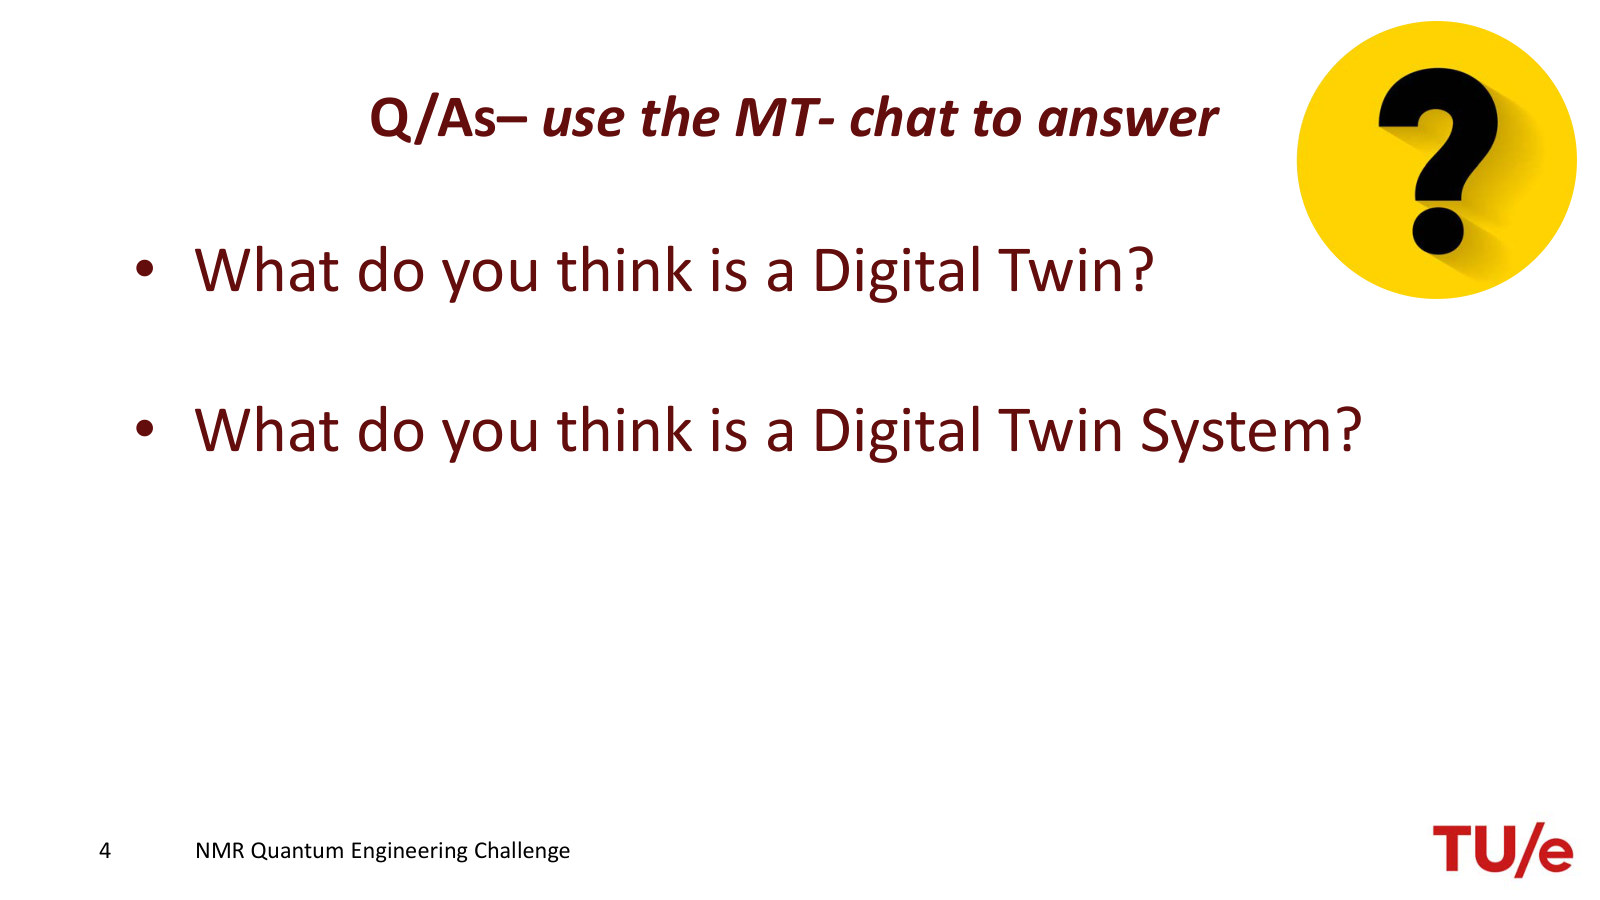 Q/As– use the MT- chat to answer
• What do you think is a Digital Twin?
• What do you think is a Digital Twin System?
4 NMR Quantum Engineering Challenge
TU/e